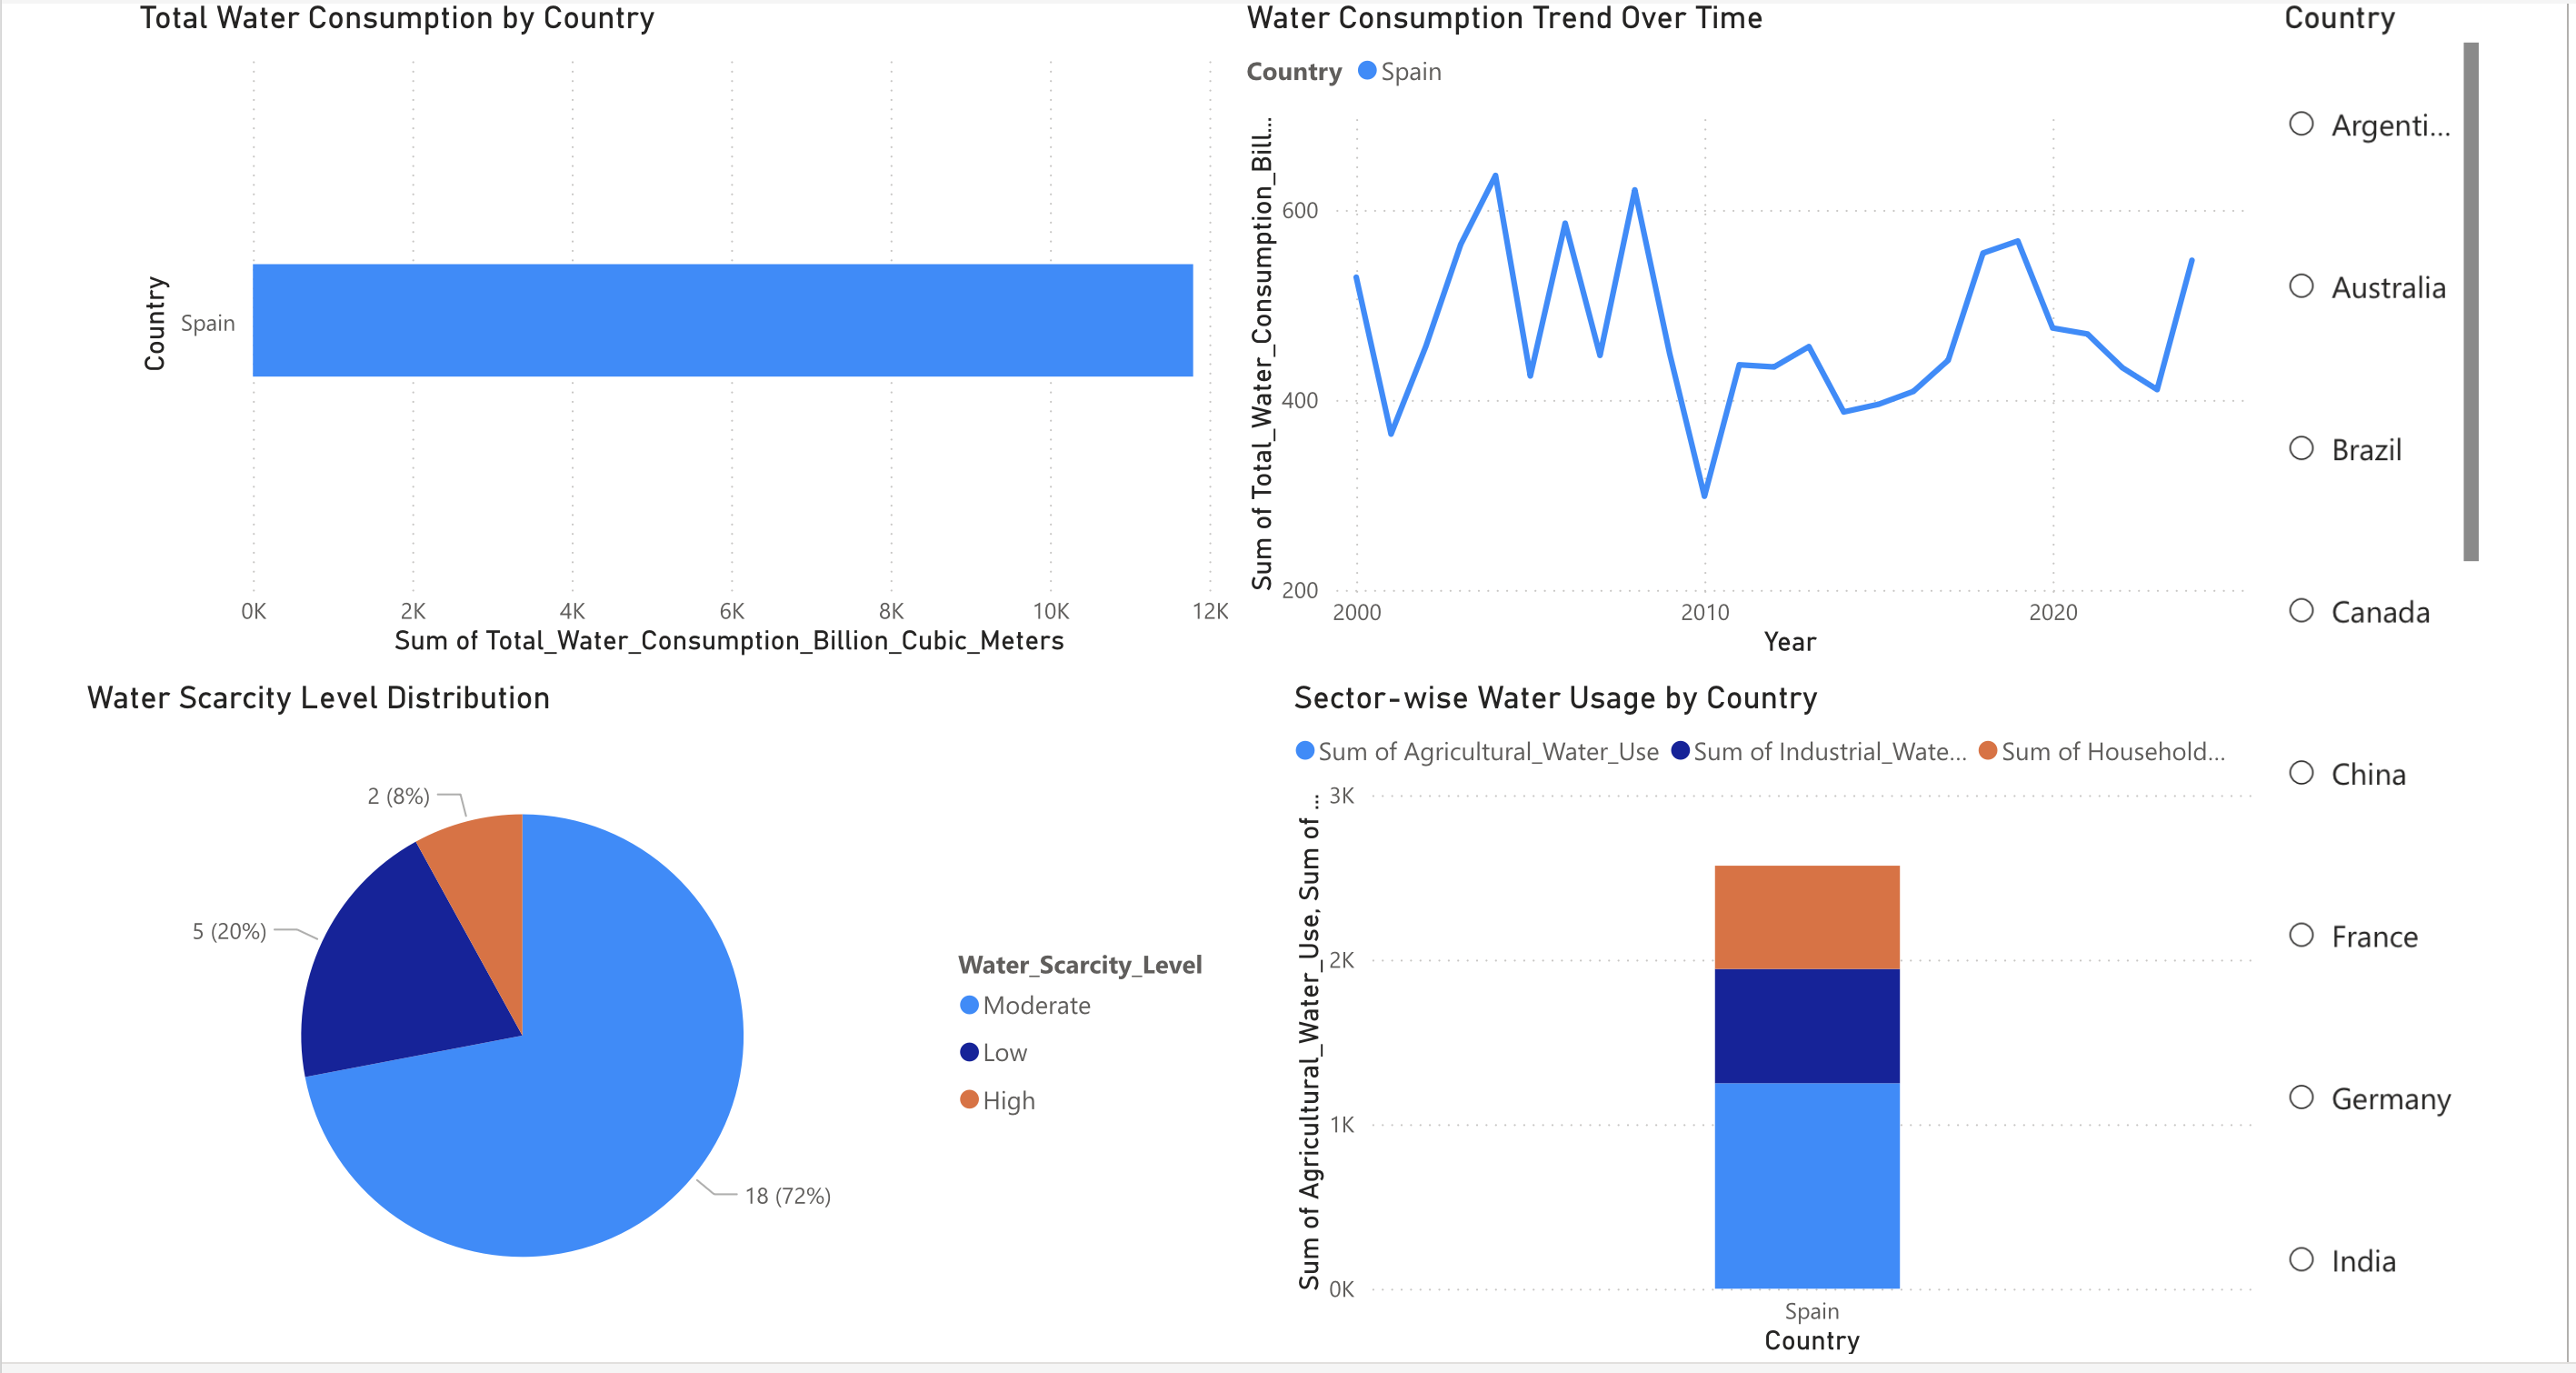 Total Water Consumption by Country
Country
Spain
0K 2K 4K 6K 8K 10K 12K
Sum of Total_Water_Consumption_Billion_Cubic_Meters
Water Consumption Trend Over Time
Country Spain
Sum of Total_Water_Consumption_Bill...
600
400
200
2000 2010 2020
Year
Water Scarcity Level Distribution
2 (8%)
5 (20%)
18 (72%)
Water_Scarcity_Level
Moderate
Low
High
Sector-wise Water Usage by Country
Sum of Agricultural_Water_Use Sum of Industrial_Wate... Sum of Household...
Sum of Agricultural_Water_Use, Sum of ...
3K
2K
1K
0K
Spain
Country
Country
Argenti...
Australia
Brazil
Canada
China
France
Germany
India